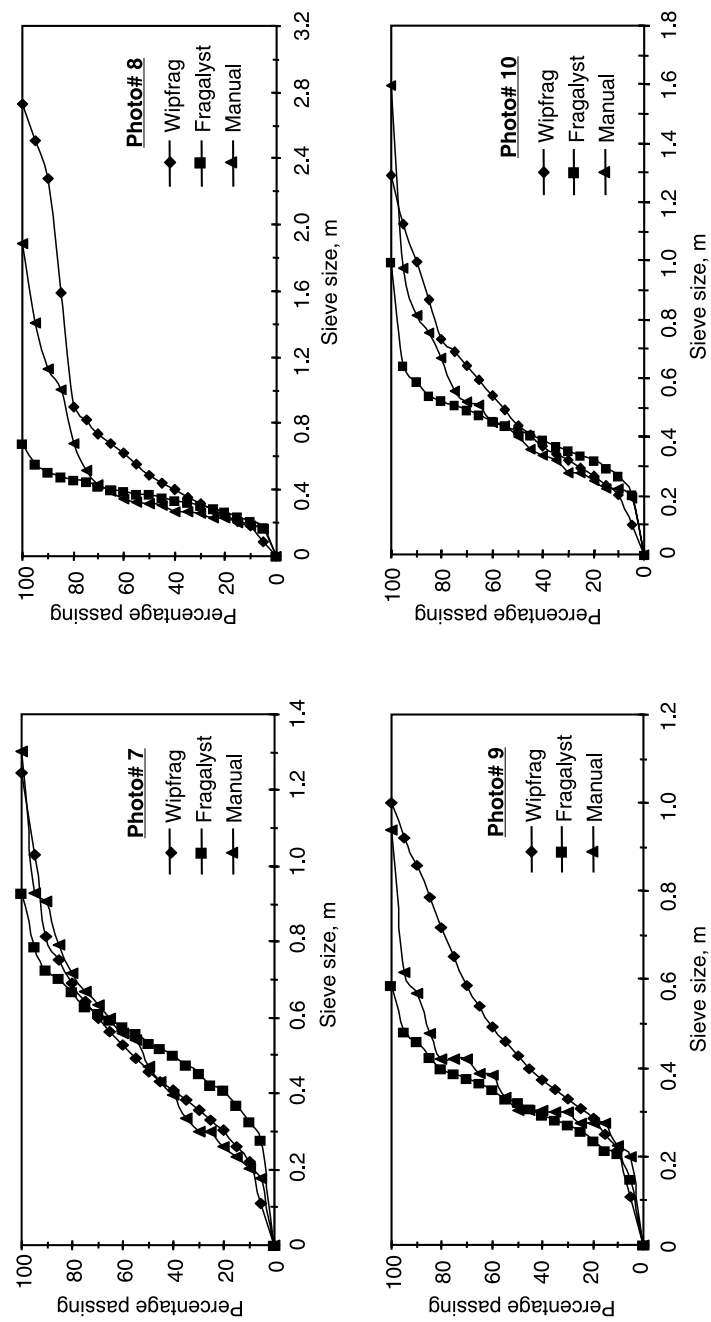 Percentage passing
100
80
60
40
20
0
Photo# 7
Wipfrag
Fragalyst
Manual
0 0.2 0.4 0.6 0.8 1.0 1.2 1.4
Sieve size, m
Percentage passing
100
80
60
40
20
0
Photo# 8
Wipfrag
Fragalyst
Manual
0 0.4 0.8 1.2 1.6 2.0 2.4 2.8 3.2
Sieve size, m
Percentage passing
100
80
60
40
20
0
Photo# 9
Wipfrag
Fragalyst
Manual
0 0.2 0.4 0.6 0.8 1.0 1.2
Sieve size, m
Percentage passing
100
80
60
40
20
0
Photo# 10
Wipfrag
Fragalyst
Manual
0 0.2 0.4 0.6 0.8 1.0 1.2 1.4 1.6 1.8
Sieve size, m